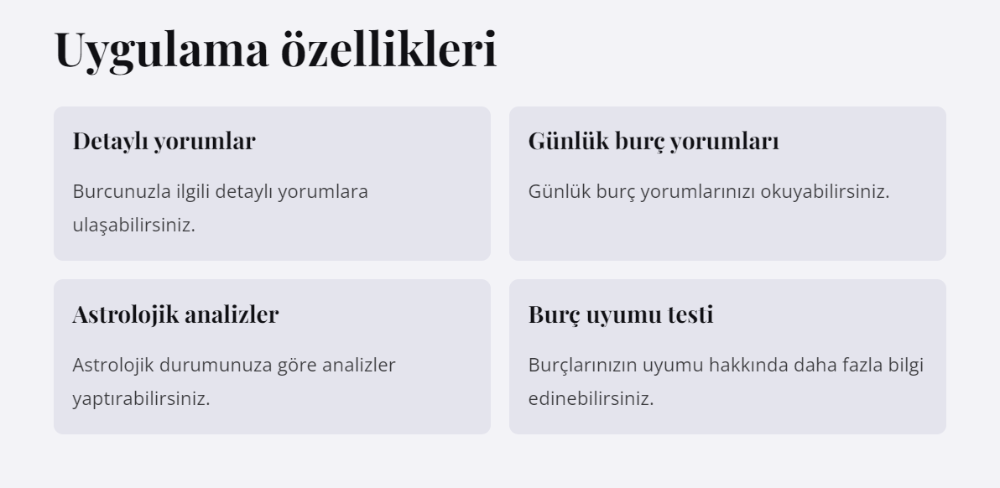 Uygulama özellikleri
Detaylı yorumlar
Burcunuzla ilgili detaylı yorumlara
ulaşabilirsiniz.
Günlük burç yorumları
Günlük burç yorumlarınızı okuyabilirsiniz.
Astrolojik analizler
Astrolojik durumunuza göre analizler
yaptırabilirsiniz.
Burç uyumu testi
Burçlarınızın uyumu hakkında daha fazla bilgi
edinebilirsiniz.